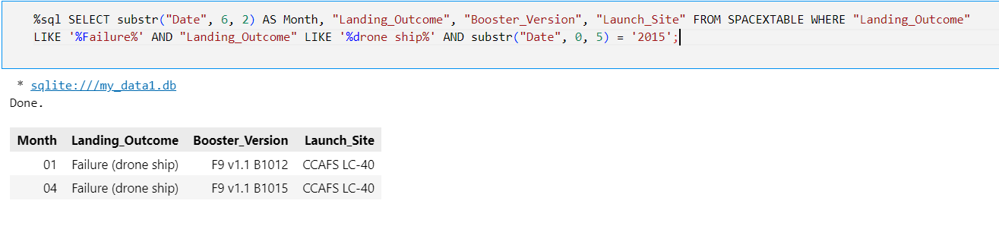 %sql SELECT substr("Date", 6, 2) AS Month, "Landing_Outcome", "Booster_Version", "Launch_Site" FROM SPACEXTABLE WHERE "Landing_Outcome"
LIKE '%Failure%' AND "Landing_Outcome" LIKE '%drone ship%' AND substr("Date", 0, 5) = '2015';
* sqlite:///my_data1.db
Done.
Month Landing_Outcome Booster_Version Launch_Site
01 Failure (drone ship) F9 v1.1 B1012 CCAFS LC-40
04 Failure (drone ship) F9 v1.1 B1015 CCAFS LC-40